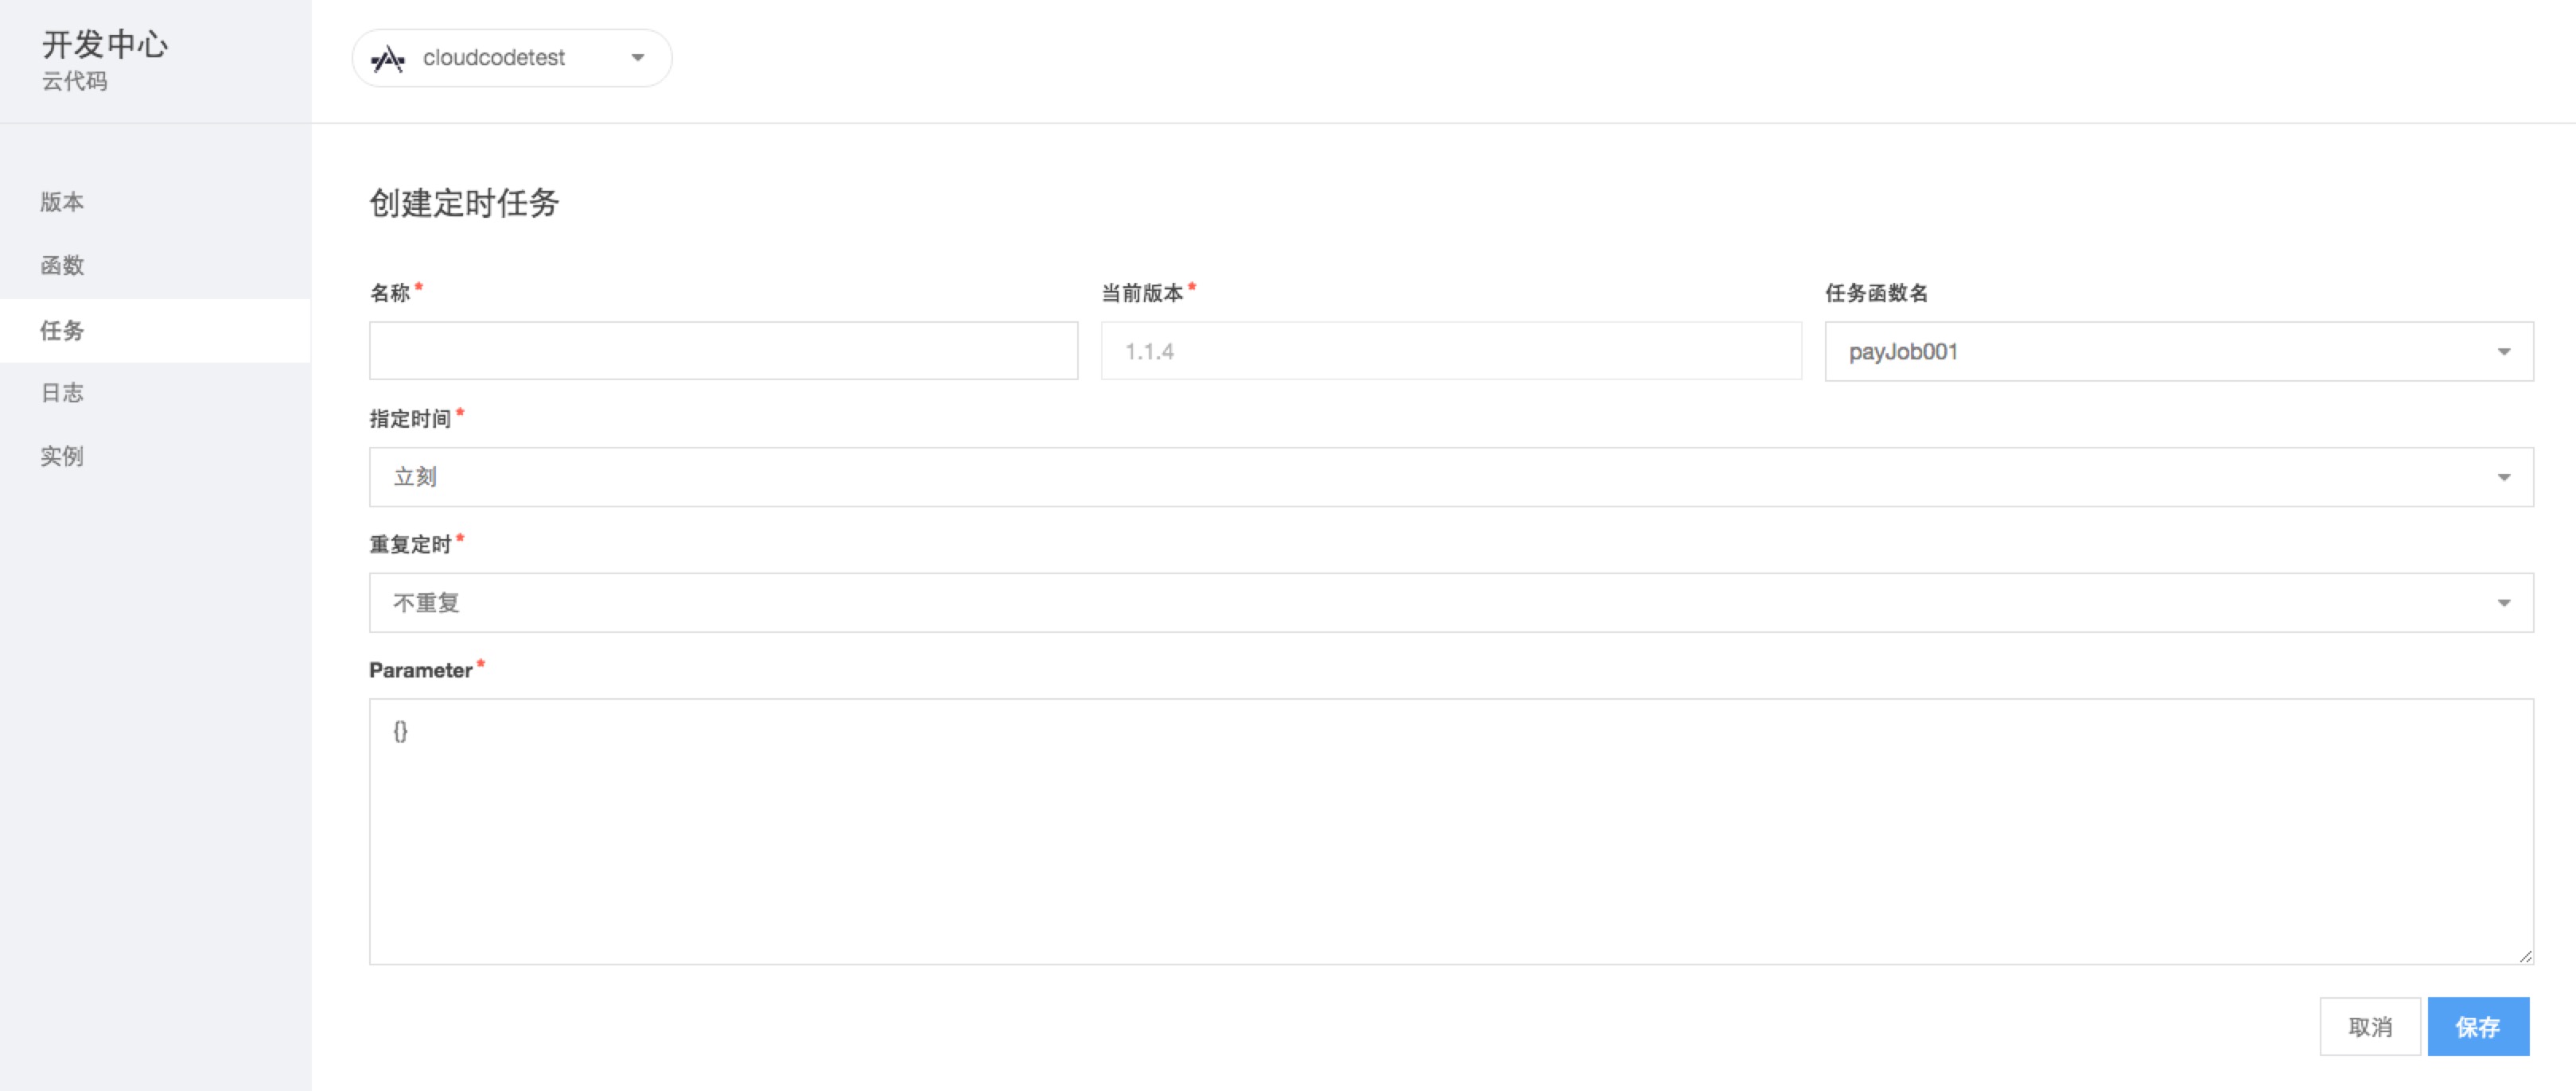 开发中心
云代码
cloudcodetest
版本
函数
任务
日志
实例
创建定时任务
名称*
当前版本*
任务函数名
1.1.4
payJob001
指定时间*
立刻
重复定时*
不重复
Parameter*
{}
取消
保存